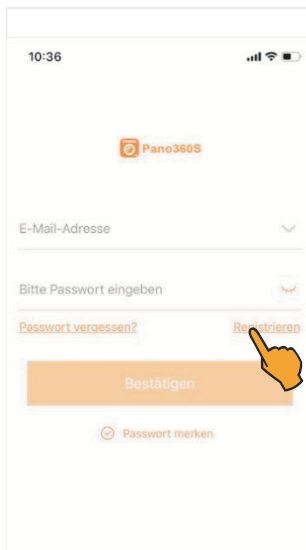 10:36
Pano360S
E-Mail-Adresse
Bitte Passwort eingeben
Passwort vergessen? Registrieren
Bestätigen
Passwort merken